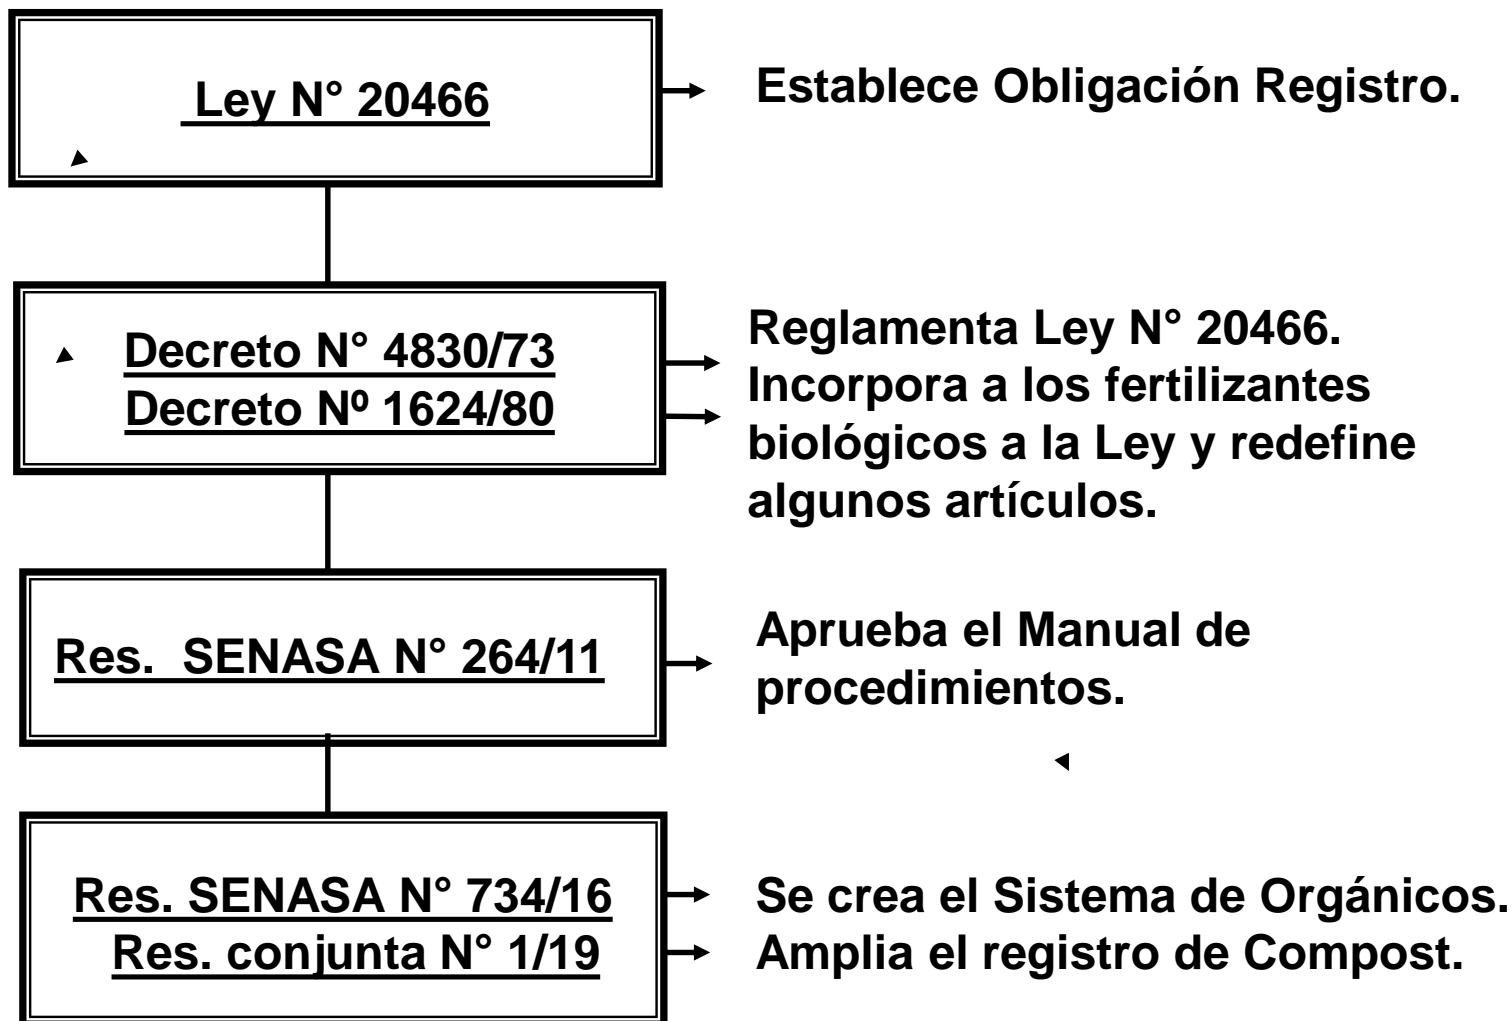 Ley N° 20466
Establece Obligación Registro.
Decreto N° 4830/73
Decreto Nº 1624/80
Reglamenta Ley N° 20466.
Incorpora a los fertilizantes
biológicos a la Ley y redefine
algunos artículos.
Res. SENASA N° 264/11
Aprueba el Manual de
procedimientos.
Res. SENASA N° 734/16
Res. conjunta N° 1/19
Se crea el Sistema de Orgánicos.
Amplia el registro de Compost.